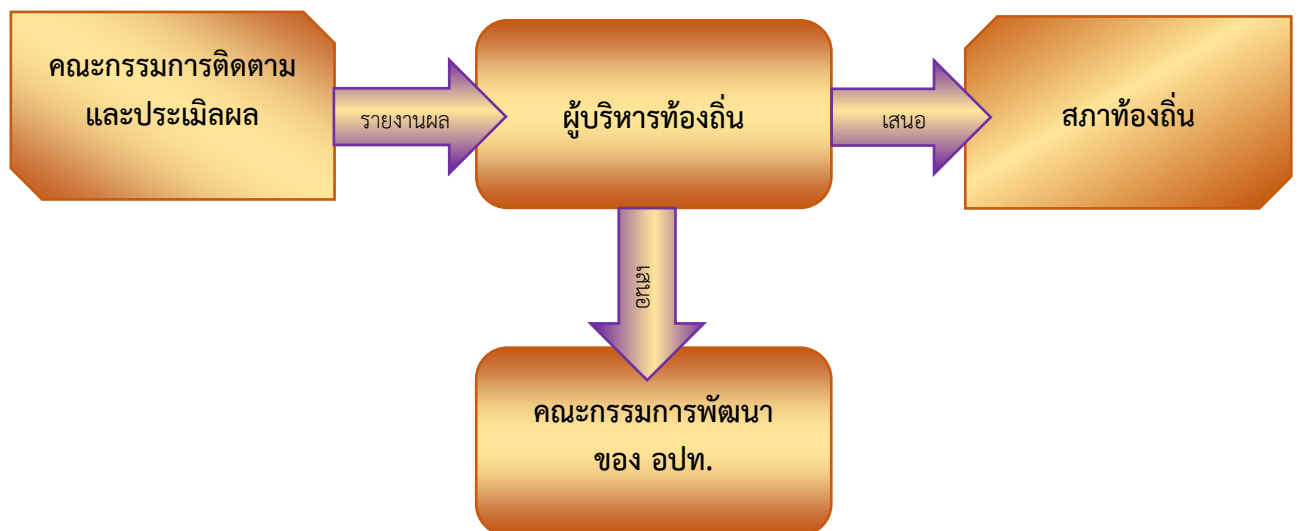 คณะกรรมการติดตาม
และประเมิลผล
รายงานผล
ผู้บริหารท้องถิ่น
เสนอ
สภาท้องถิ่น
เสนอ
คณะกรรมการพัฒนา
ของ อปท.